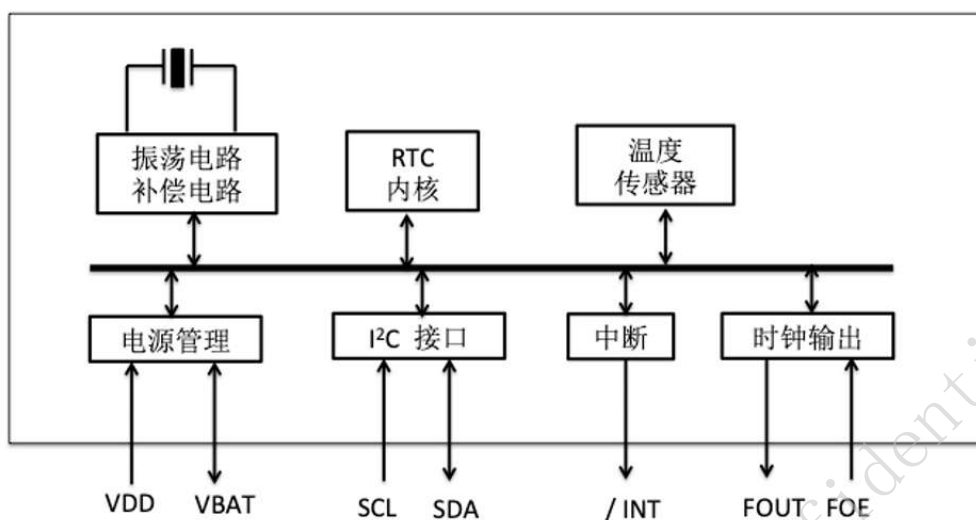 振荡电路
补偿电路
RTC
内核
温度
传感器
电源管理
I²C 接口
中断
时钟输出
VDD
VBAT
SCL
SDA
/ INT
FOUT
FOE
fidenti